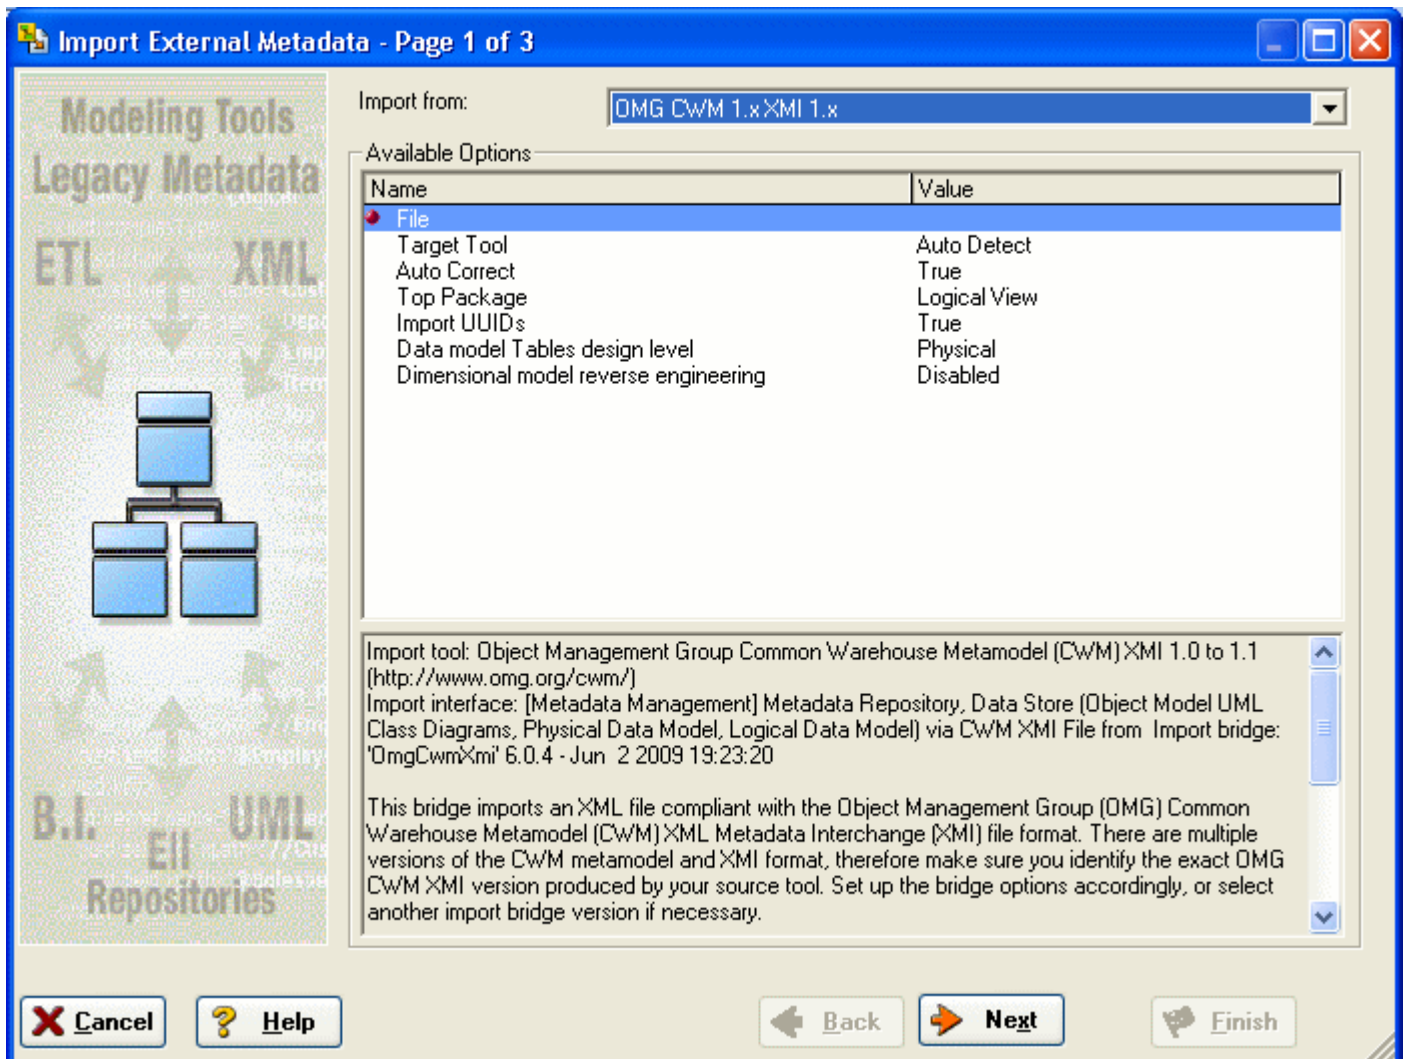 Import External Metadata - Page 1 of 3
Modeling Tools
Legacy Metadata
ETL XML
B.I. UML
EII
Repositories
Import from: OMG CWM 1.x XMI 1.x
Available Options
Name Value
File
Target Tool Auto Detect
Auto Correct True
Top Package Logical View
Import UUIDs True
Data model Tables design level Physical
Dimensional model reverse engineering Disabled
Import tool: Object Management Group Common Warehouse Metamodel (CWM) XMI 1.0 to 1.1
(http://www.omg.org/cwm/)
Import interface: [Metadata Management] Metadata Repository, Data Store (Object Model UML
Class Diagrams, Physical Data Model, Logical Data Model) via CWM XMI File from  Import bridge:
'OmgCwmXmi' 6.0.4 - Jun  2 2009 19:23:20
This bridge imports an XML file compliant with the Object Management Group (OMG) Common
Warehouse Metamodel (CWM) XML Metadata Interchange (XMI) file format. There are multiple
versions of the CWM metamodel and XMI format, therefore make sure you identify the exact OMG
CWM XMI version produced by your source tool. Set up the bridge options accordingly, or select
another import bridge version if necessary.
Cancel Help Back Next Finish